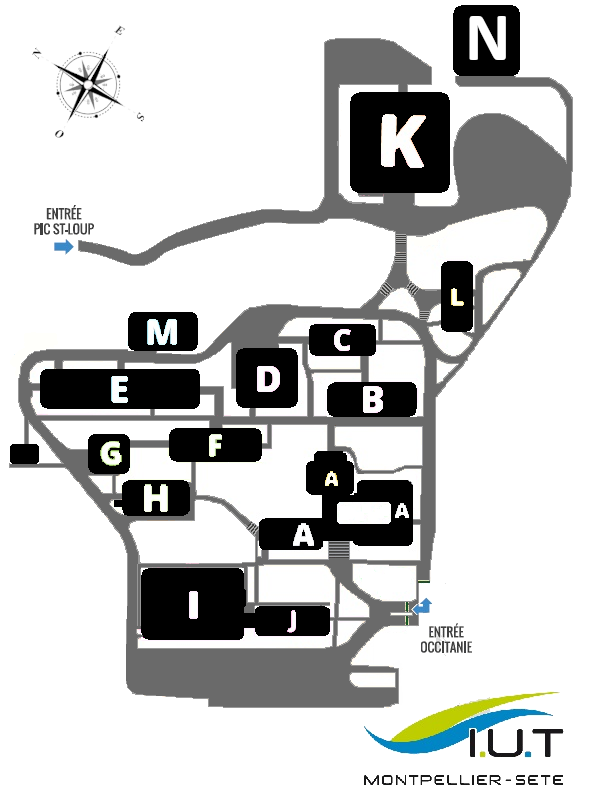 N
E
N
S
O
K
ENTRÉE
PIC ST-LOUP
L
M
C
D
E
B
F
G
A
H
A
A
I
J
ENTRÉE
OCCITANIE
I.U.T
MONTPELLIER-SETE